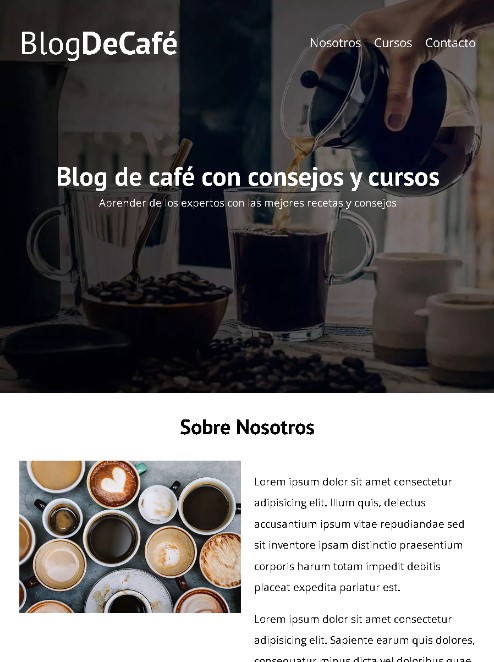 BlogDeCafé
Nosotros Cursos Contacto
Blog de café con consejos y cursos
Aprender de los expertos con las mejores recetas y consejos
Sobre Nosotros
Lorem ipsum dolor sit amet consectetur
adipisicing elit. Illum quis, delectus
accusantium ipsum vitae repudiandae sed
sit inventore ipsam distinctio praesentium
corporis harum totam impedit debitis
placeat expedita pariatur est.
Lorem ipsum dolor sit amet consectetur
adipisicing elit. Sapiente earum quis dolores,
consequatur minus dicta vel doloribus quae